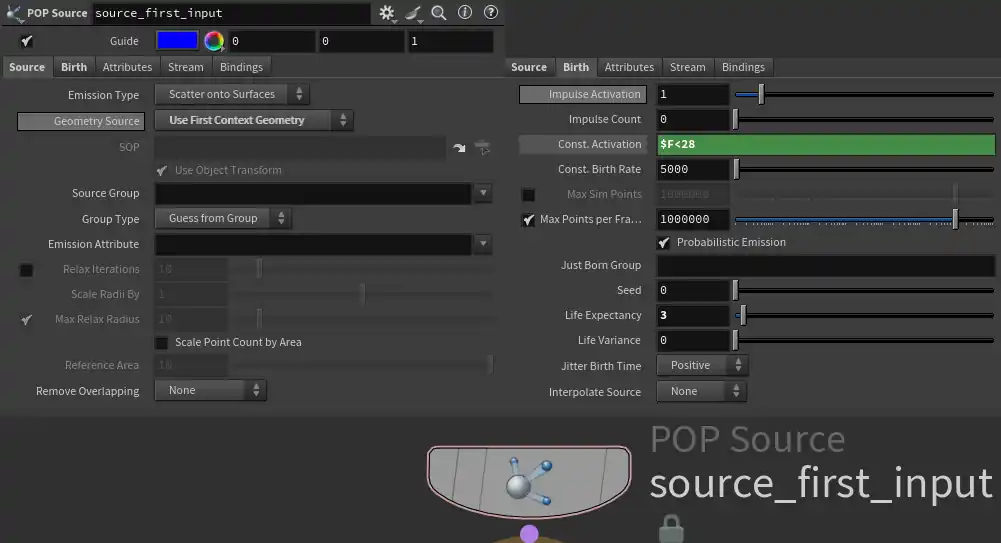 POP Source source_first_input
Guide 0 0 1
Source Birth Attributes Stream Bindings
Emission Type Scatter onto Surfaces
Geometry Source Use First Context Geometry
SOP
Use Object Transform
Source Group
Group Type Guess from Group
Emission Attribute
Relax Iterations 10
Scale Radii By 1
Max Relax Radius 10
Scale Point Count by Area
Reference Area 10
Remove Overlapping None
Source Birth Attributes Stream Bindings
Impulse Activation 1
Impulse Count 0
Const. Activation $F<28
Const. Birth Rate 5000
Max Sim Points 1000000
Max Points per Fra... 1000000
Probabilistic Emission
Just Born Group
Seed 0
Life Expectancy 3
Life Variance 0
Jitter Birth Time Positive
Interpolate Source None
POP Source
source_first_input